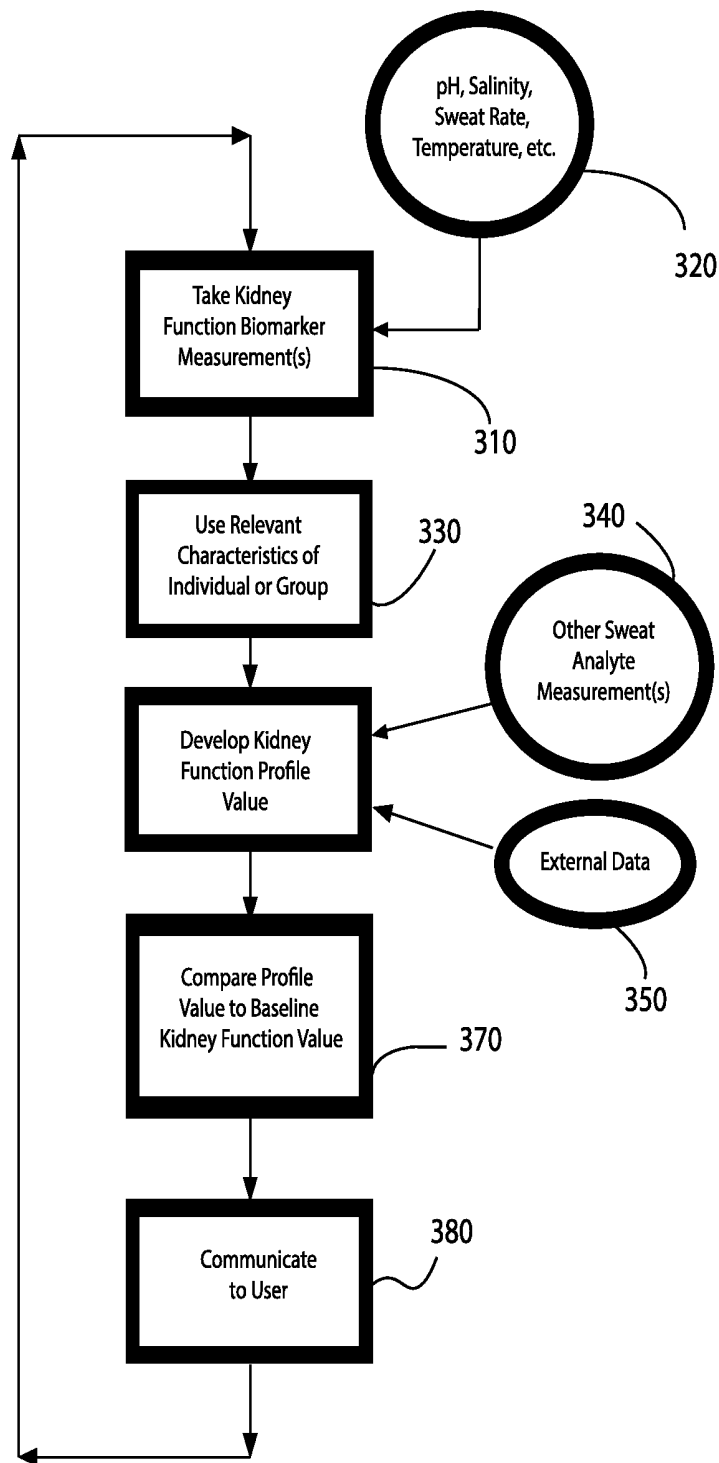 pH, Salinity,
Sweat Rate,
Temperature, etc.
320
Take Kidney
Function Biomarker
Measurement(s)
310
Use Relevant
Characteristics of
Individual or Group
330
340
Other Sweat
Analyte
Measurement(s)
Develop Kidney
Function Profile
Value
External Data
350
Compare Profile
Value to Baseline
Kidney Function Value
370
Communicate
to User
380